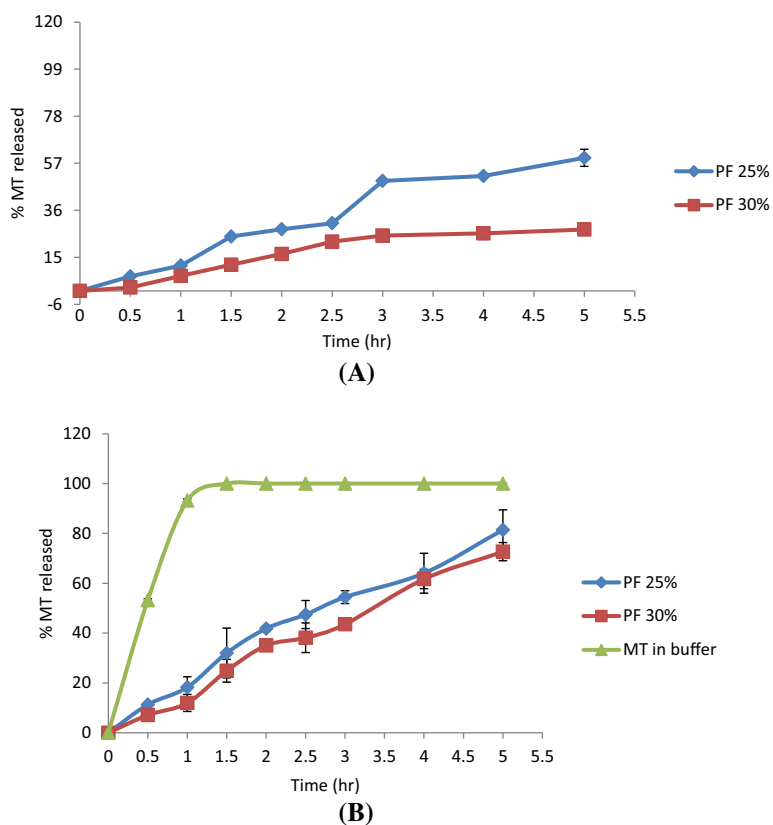 120
99
78
57
36
15
-6
% MT released
0 0.5 1 1.5 2 2.5 3 3.5 4 4.5 5 5.5
Time (hr)
PF 25%
PF 30%
(A)
120
100
80
60
40
20
0
% MT released
0 0.5 1 1.5 2 2.5 3 3.5 4 4.5 5 5.5
Time (hr)
PF 25%
PF 30%
MT in buffer
(B)